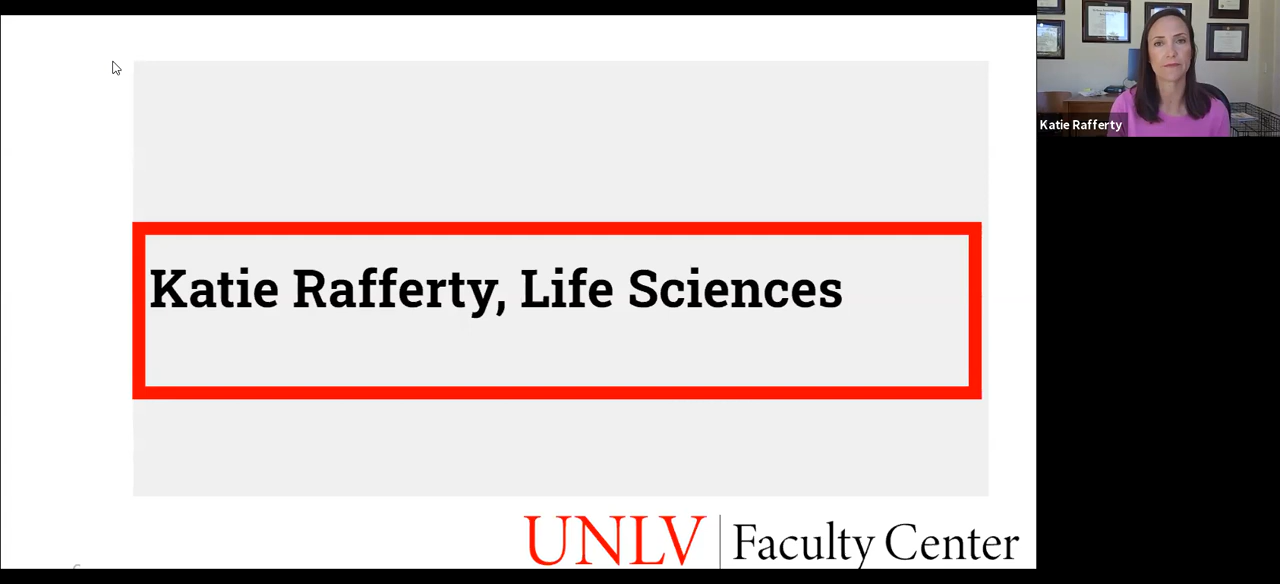 Katie Rafferty, Life Sciences
UNLV | Faculty Center
Katie Rafferty